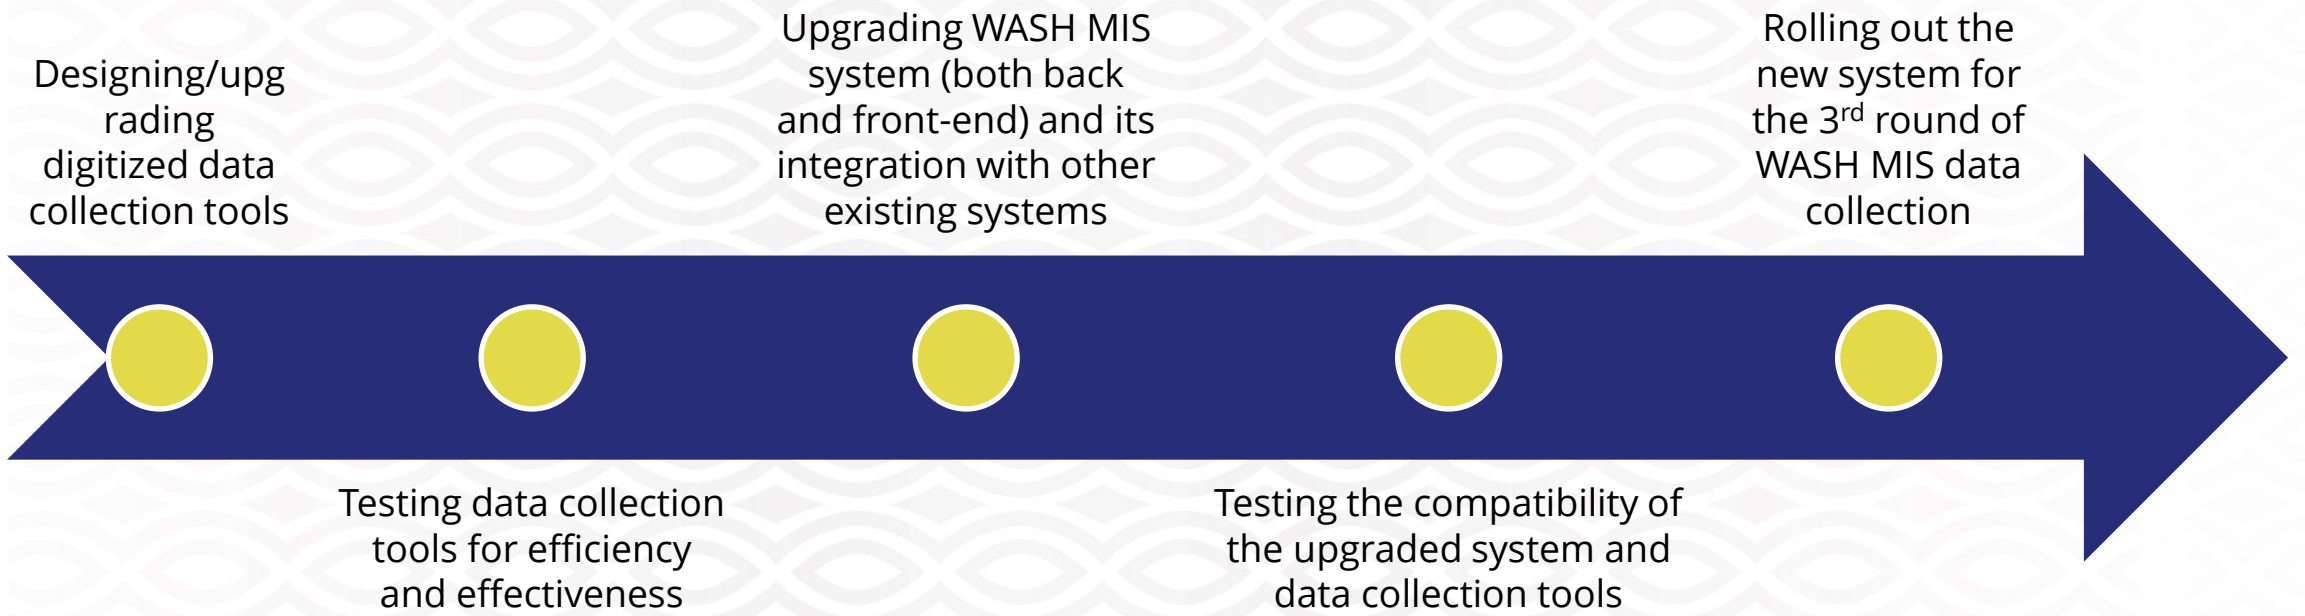 Designing/upg
rading
digitized data
collection tools
Testing data collection
tools for efficiency
and effectiveness
Upgrading WASH MIS
system (both back
and front-end) and its
integration with other
existing systems
Testing the compatibility of
the upgraded system and
data collection tools
Rolling out the
new system for
the 3rd round of
WASH MIS data
collection